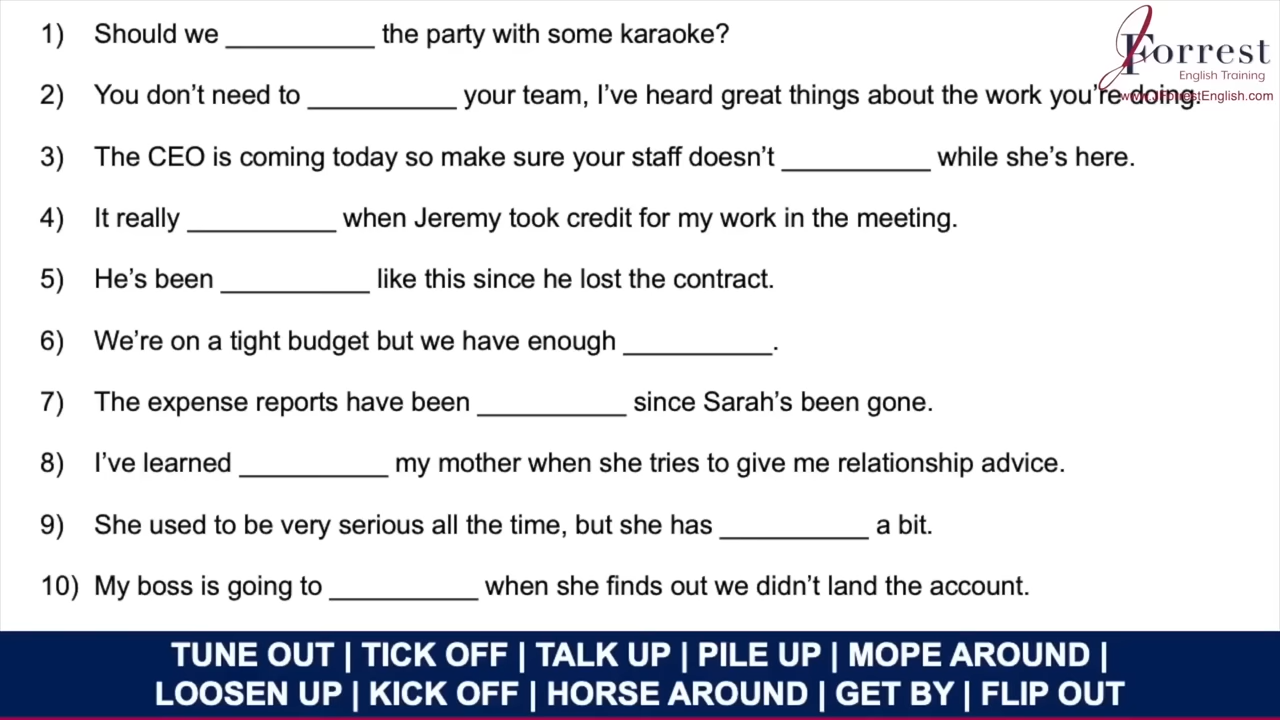 1) Should we __________ the party with some karaoke?
JForrest
English Training
www.JForrestEnglish.com
2) You don’t need to __________ your team, I’ve heard great things about the work you’re doing.
3) The CEO is coming today so make sure your staff doesn’t __________ while she’s here.
4) It really __________ when Jeremy took credit for my work in the meeting.
5) He’s been __________ like this since he lost the contract.
6) We’re on a tight budget but we have enough __________.
7) The expense reports have been __________ since Sarah’s been gone.
8) I’ve learned __________ my mother when she tries to give me relationship advice.
9) She used to be very serious all the time, but she has __________ a bit.
10) My boss is going to __________ when she finds out we didn’t land the account.
TUNE OUT | TICK OFF | TALK UP | PILE UP | MOPE AROUND |
LOOSEN UP | KICK OFF | HORSE AROUND | GET BY | FLIP OUT